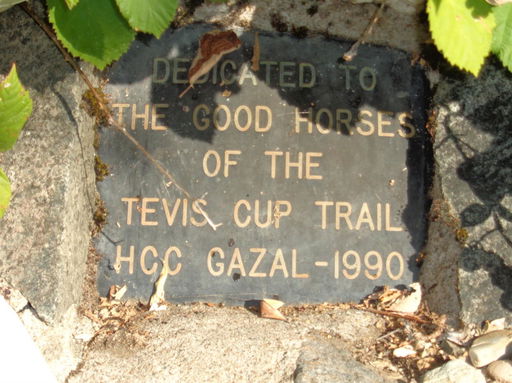 DEDICATED TO
THE GOOD HORSES
OF THE
TEVIS CUP TRAIL
HCC GAZAL-1990